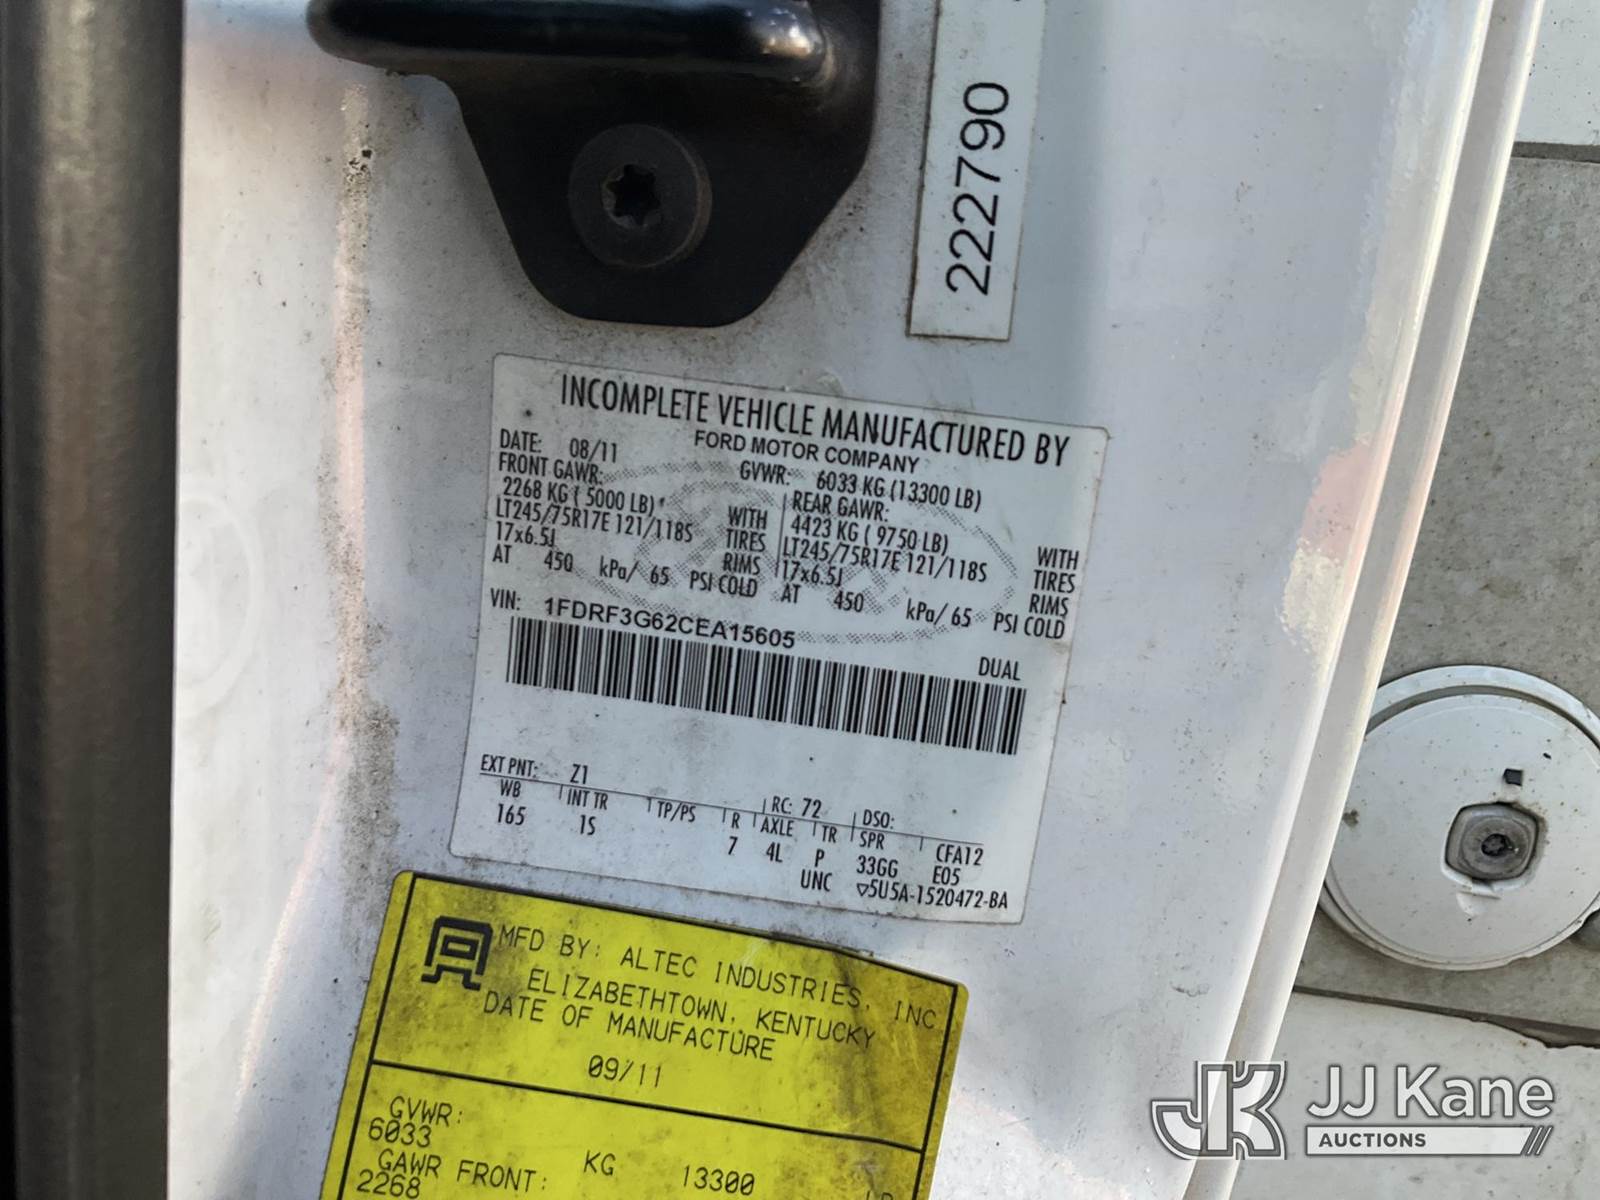 222790
INCOMPLETE VEHICLE MANUFACTURED BY
FORD MOTOR COMPANY
DATE: 08/11 GVWR: 6033 KG (13300 LB)
FRONT GAWR: REAR GAWR:
2268 KG ( 5000 LB) WITH 4423 KG ( 9750 LB) WITH
LT245/75R17E 121/118S TIRES LT245/75R17E 121/118S TIRES
17x6.5J RIMS 17x6.5J RIMS
AT 450 kPa/ 65 PSI COLD AT 450 kPa/ 65 PSI COLD
VIN: 1FDRF3G62CEA15605
DUAL
EXT PNT: Z1 RC: 72 DSO:
WB INT TR TP/PS R AXLE TR SPR CFA12
165 1S 7 4L P 33GG E05
UNC ▽5U5A-1520472-BA
MFD BY: ALTEC INDUSTRIES, INC.
ELIZABETHTOWN, KENTUCKY
DATE OF MANUFACTURE
09/11
GVWR:
6033 KG 13300
GAWR FRONT:
2268
JK JJ Kane
AUCTIONS